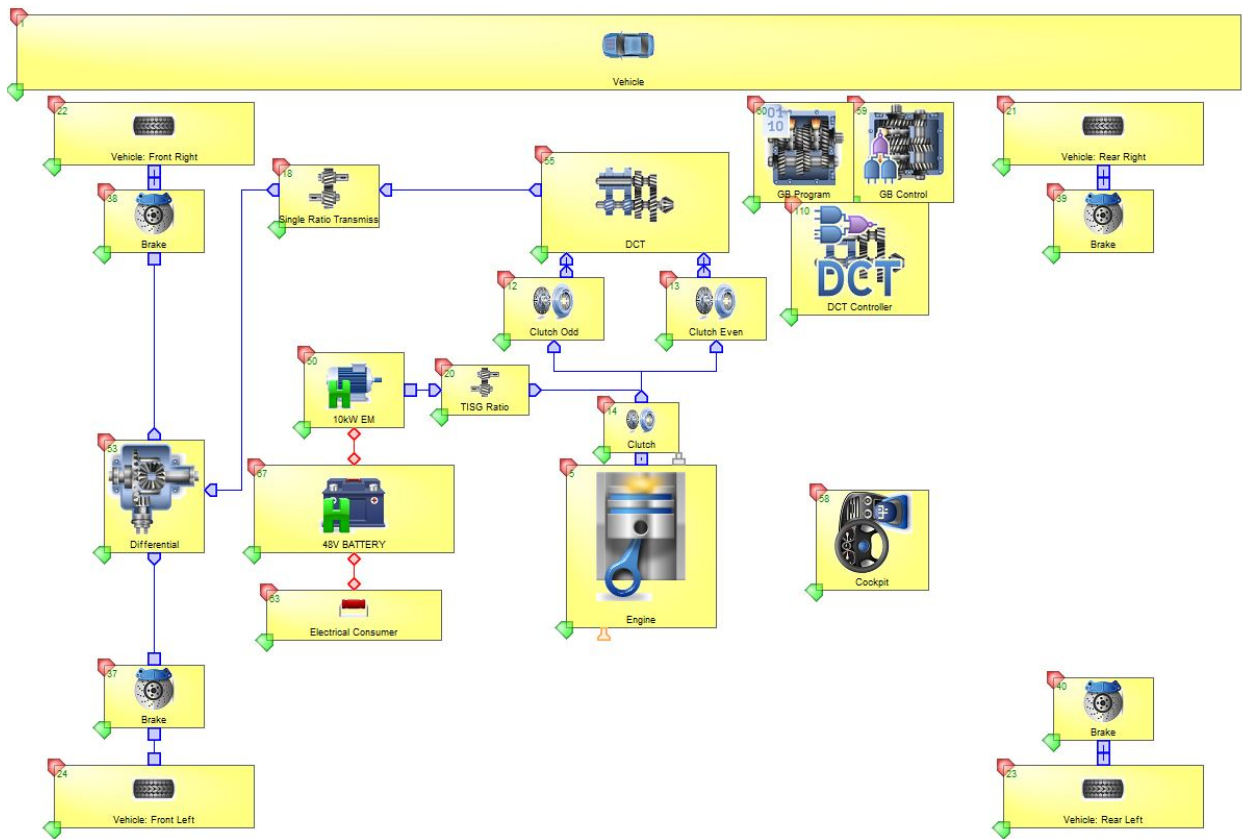 1
Vehicle
22
Vehicle: Front Right
38
Brake
18
Single Ratio Transmiss
55
DCT
60
01
10
GB Program
59
GB Control
21
Vehicle: Rear Right
39
Brake
110
DCT
DCT Controller
12
Clutch Odd
13
Clutch Even
50
H
10kW EM
20
TISG Ratio
14
Clutch
53
Differential
67
H
48V BATTERY
5
Engine
58
Cockpit
63
Electrical Consumer
37
Brake
40
Brake
24
Vehicle: Front Left
23
Vehicle: Rear Left